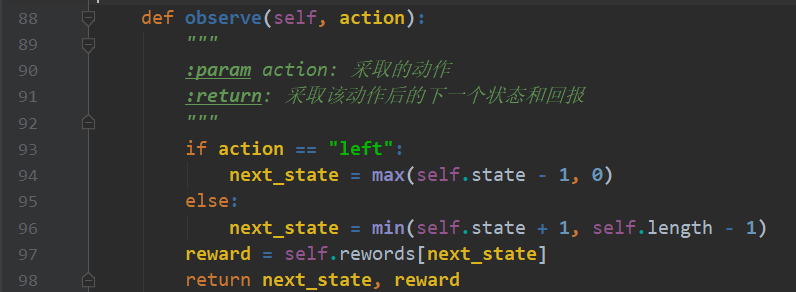 88 def observe(self, action):
89 """
90 :param action: 采取的动作
91 :return: 采取该动作后的下一个状态和回报
92 """
93 if action == "left":
94 next_state = max(self.state - 1, 0)
95 else:
96 next_state = min(self.state + 1, self.length - 1)
97 reward = self.rewords[next_state]
98 return next_state, reward